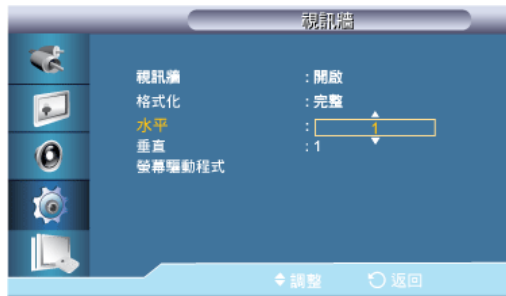 視訊牆
視訊牆 : 開啟
格式化 : 完整
水平 : 1
垂直 : 1
螢幕驅動程式
調整 返回